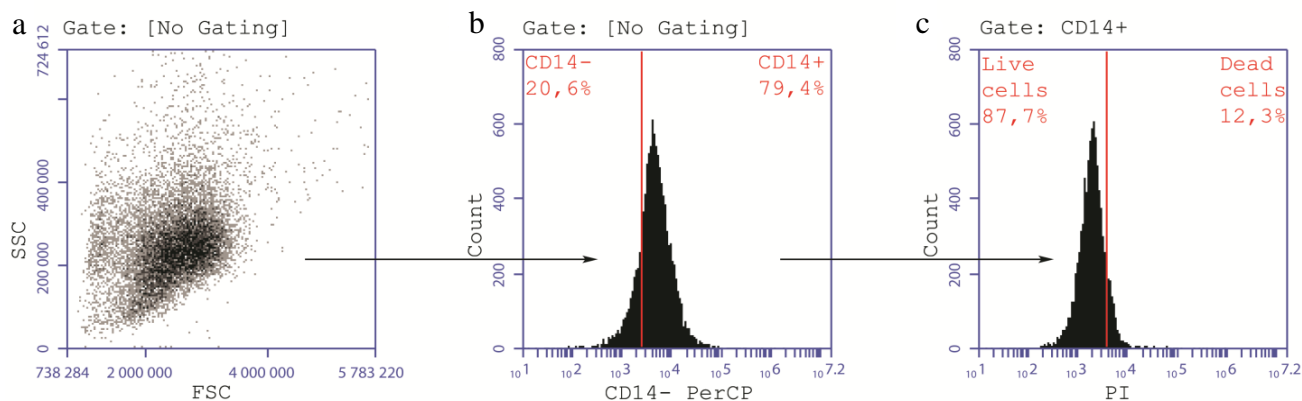 a
Gate: [No Gating]
724 612
400 000
200 000
0
SSC
738 284
2 000 000
4 000 000
5 783 220
FSC
b
Gate: [No Gating]
800
600
400
200
0
Count
CD14-
20,6%
CD14+
79,4%
10 1
10 2
10 3
10 4
10 5
10 6
10 7.2
CD14- PerCP
c
Gate: CD14+
800
600
400
200
0
Count
Live
cells
87,7%
Dead
cells
12,3%
10 1
10 2
10 3
10 4
10 5
10 6
10 7.2
PI